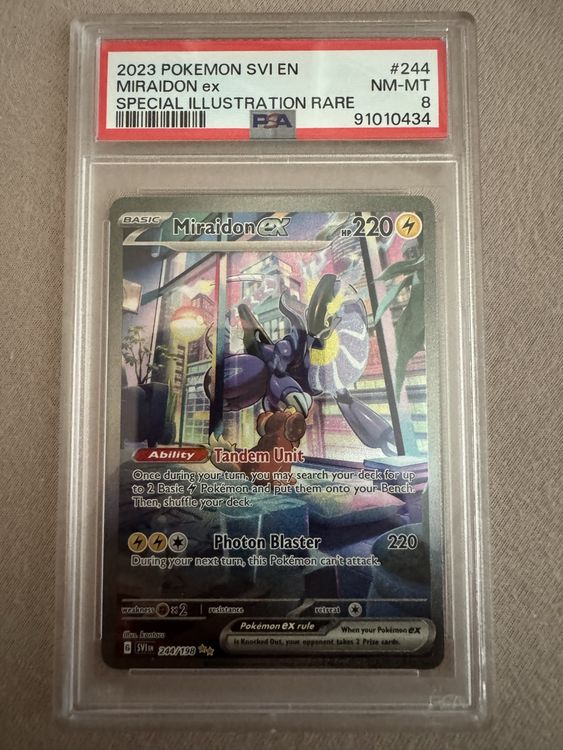 2023 POKEMON SVI EN #244
MIRAIDON ex NM-MT
SPECIAL ILLUSTRATION RARE 8
PSA 91010434
BASIC Miraidon ex HP 220
Ability Tandem Unit
Once during your turn, you may search your deck for up
to 2 Basic Pokémon and put them onto your Bench.
Then, shuffle your deck.
Photon Blaster 220
During your next turn, this Pokémon can't attack.
weakness ×2 resistance retreat
Pokémon ex rule When your Pokémon ex
is Knocked Out, your opponent takes 2 Prize cards.
Illus. kantaro
G SVI EN 244/198